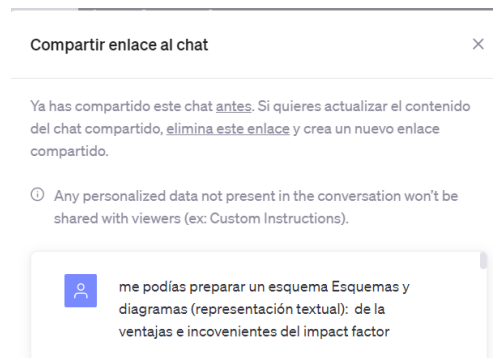 Compartir enlace al chat
Ya has compartido este chat antes. Si quieres actualizar el contenido
del chat compartido, elimina este enlace y crea un nuevo enlace
compartido.
Any personalized data not present in the conversation won't be
shared with viewers (ex: Custom Instructions).
me podías preparar un esquema Esquemas y
diagramas (representación textual): de la
ventajas e incovenientes del impact factor